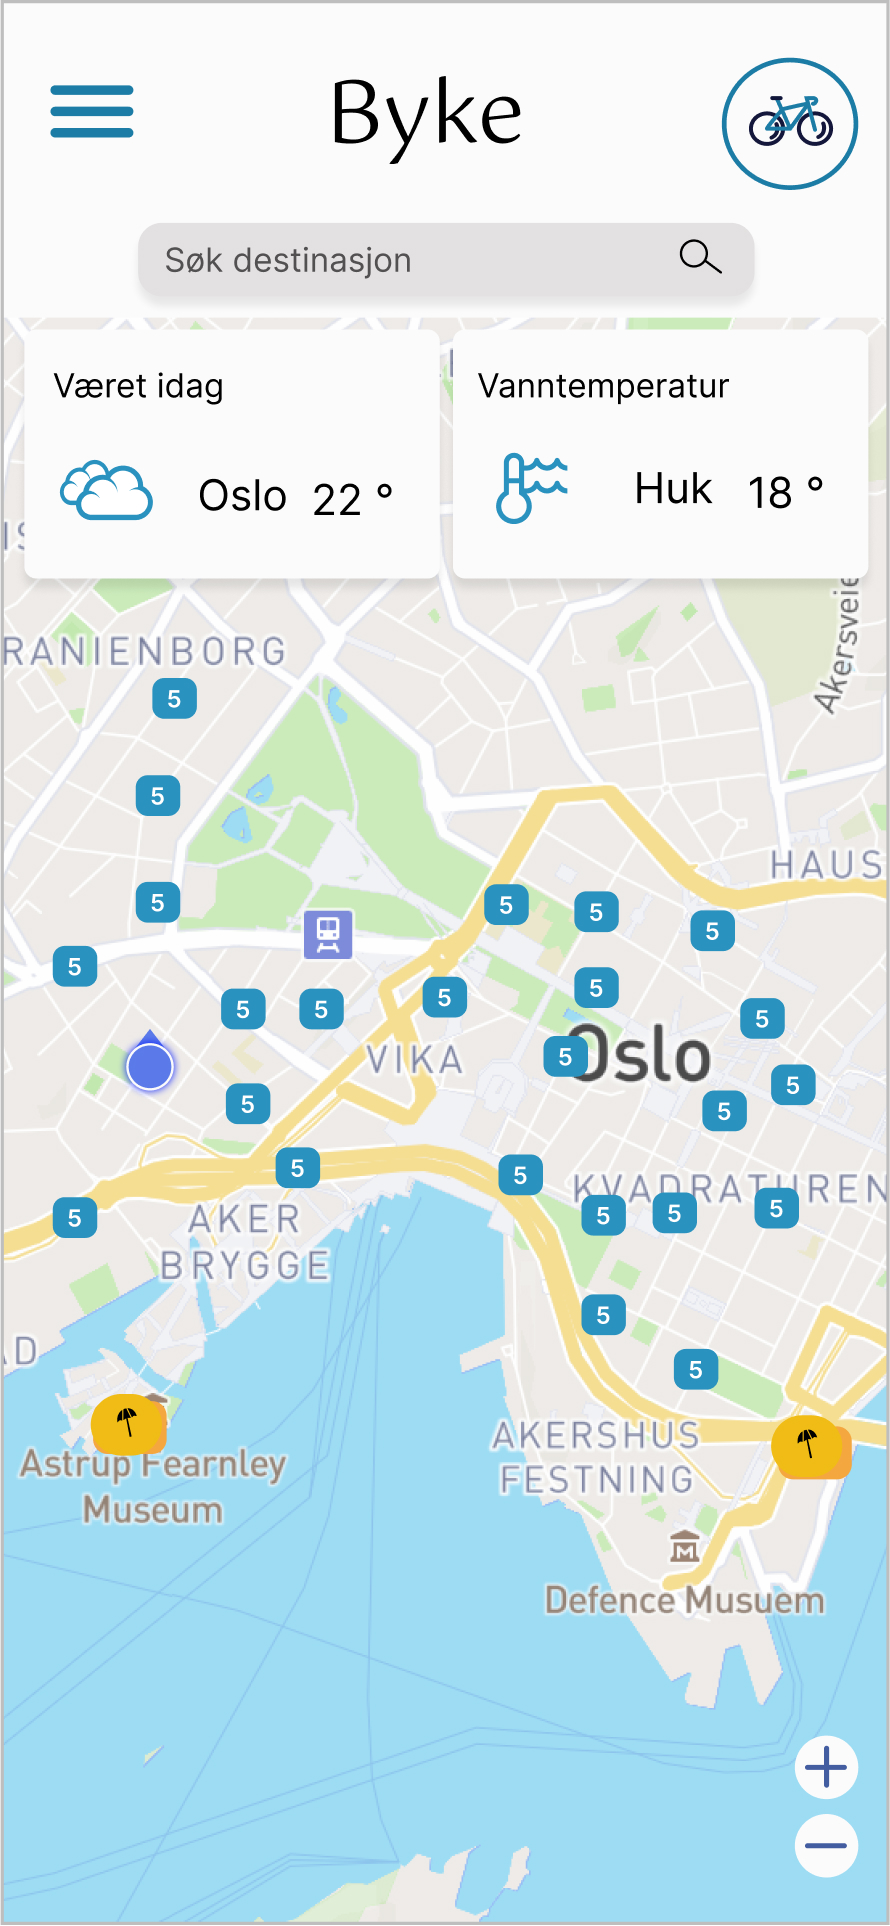 Byke
Søk destinasjon
Været idag
Vanntemperatur
Oslo 22 °
Huk 18 °
Akersveie
RANIENBORG
5
5
HAUS
5
5
5
5
5
5
5
5
5
5
5
VIKA
5
Oslo
5
5
5
5
5
KVADRATUREN
5
AKER
BRYGGE
5
5
5
5
AD
5
AKERSHUS
FESTNING
Astrup Fearnley
Museum
M
Defence Musuem